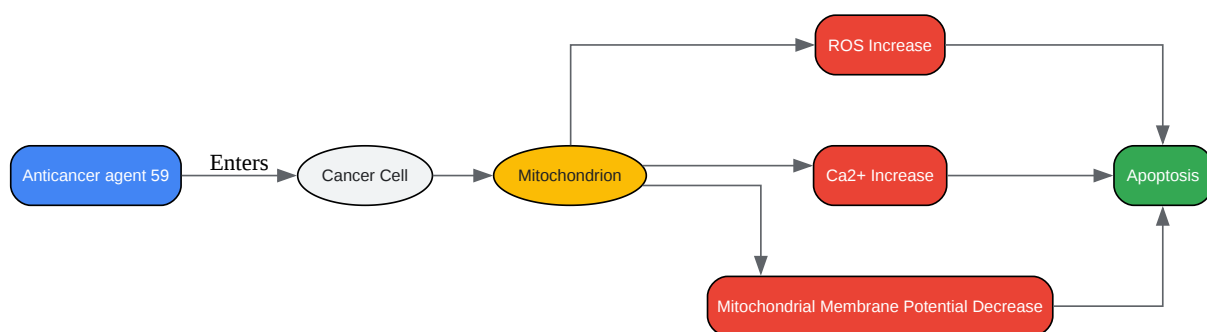 ROS Increase
Anticancer agent 59
Enters
Cancer Cell
Mitochondrion
Ca2+ Increase
Apoptosis
Mitochondrial Membrane Potential Decrease